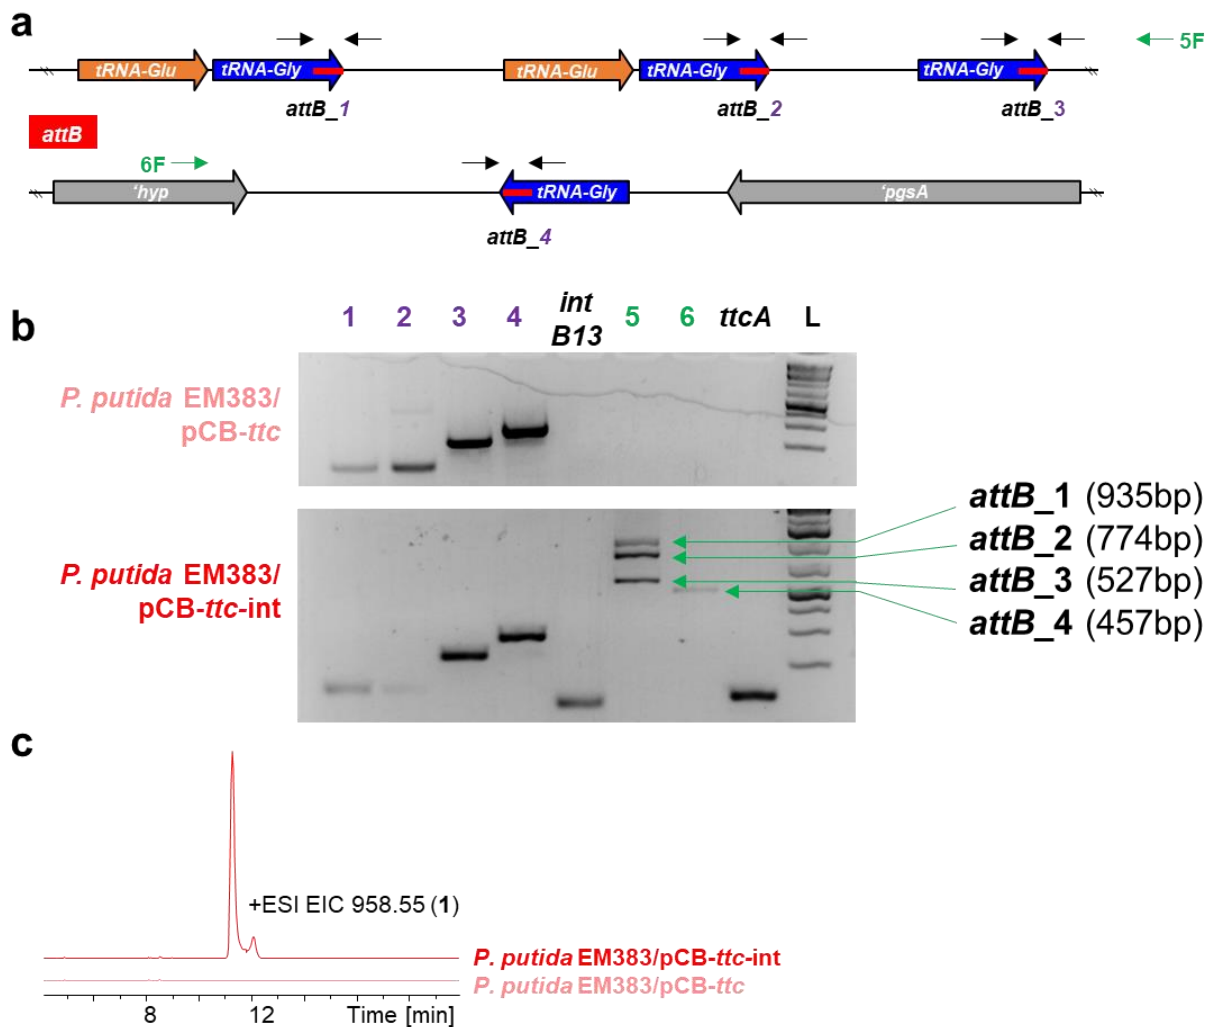 a
5F
tRNA-Glu tRNA-Gly tRNA-Glu tRNA-Gly tRNA-Gly
attB_1 attB_2 attB_3
attB
6F
'hyp tRNA-Gly 'pgsA
attB_4
b
1 2 3 4 int B13 5 6 ttcA L
P. putida EM383/
pCB-ttc
P. putida EM383/
pCB-ttc-int
attB_1 (935bp)
attB_2 (774bp)
attB_3 (527bp)
attB_4 (457bp)
c
+ESI EIC 958.55 (1)
P. putida EM383/pCB-ttc-int
P. putida EM383/pCB-ttc
8 12 Time [min]